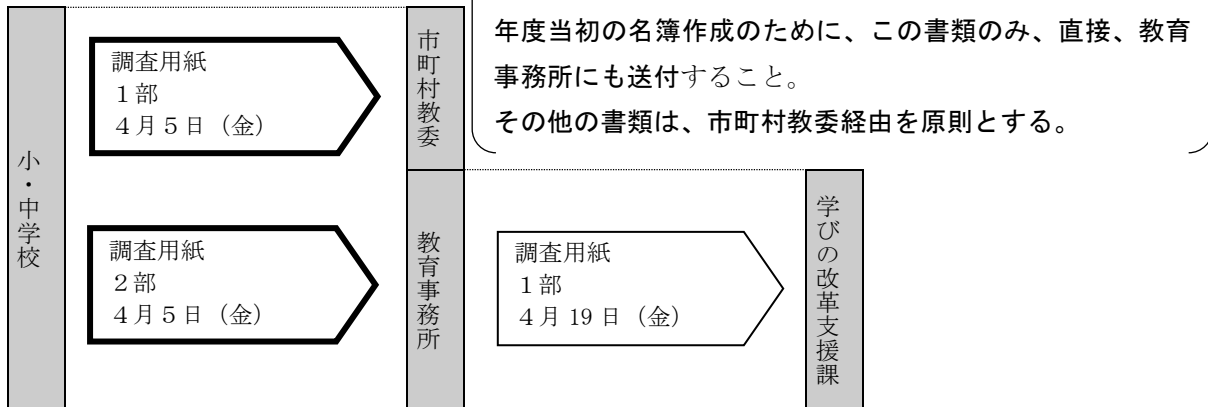 小・中学校
調査用紙
１部
４月５日（金）
市町村教委
年度当初の名簿作成のために、この書類のみ、直接、教育
事務所にも送付すること。
その他の書類は、市町村教委経由を原則とする。
調査用紙
２部
４月５日（金）
教育事務所
調査用紙
１部
４月 19 日（金）
学びの改革支援課